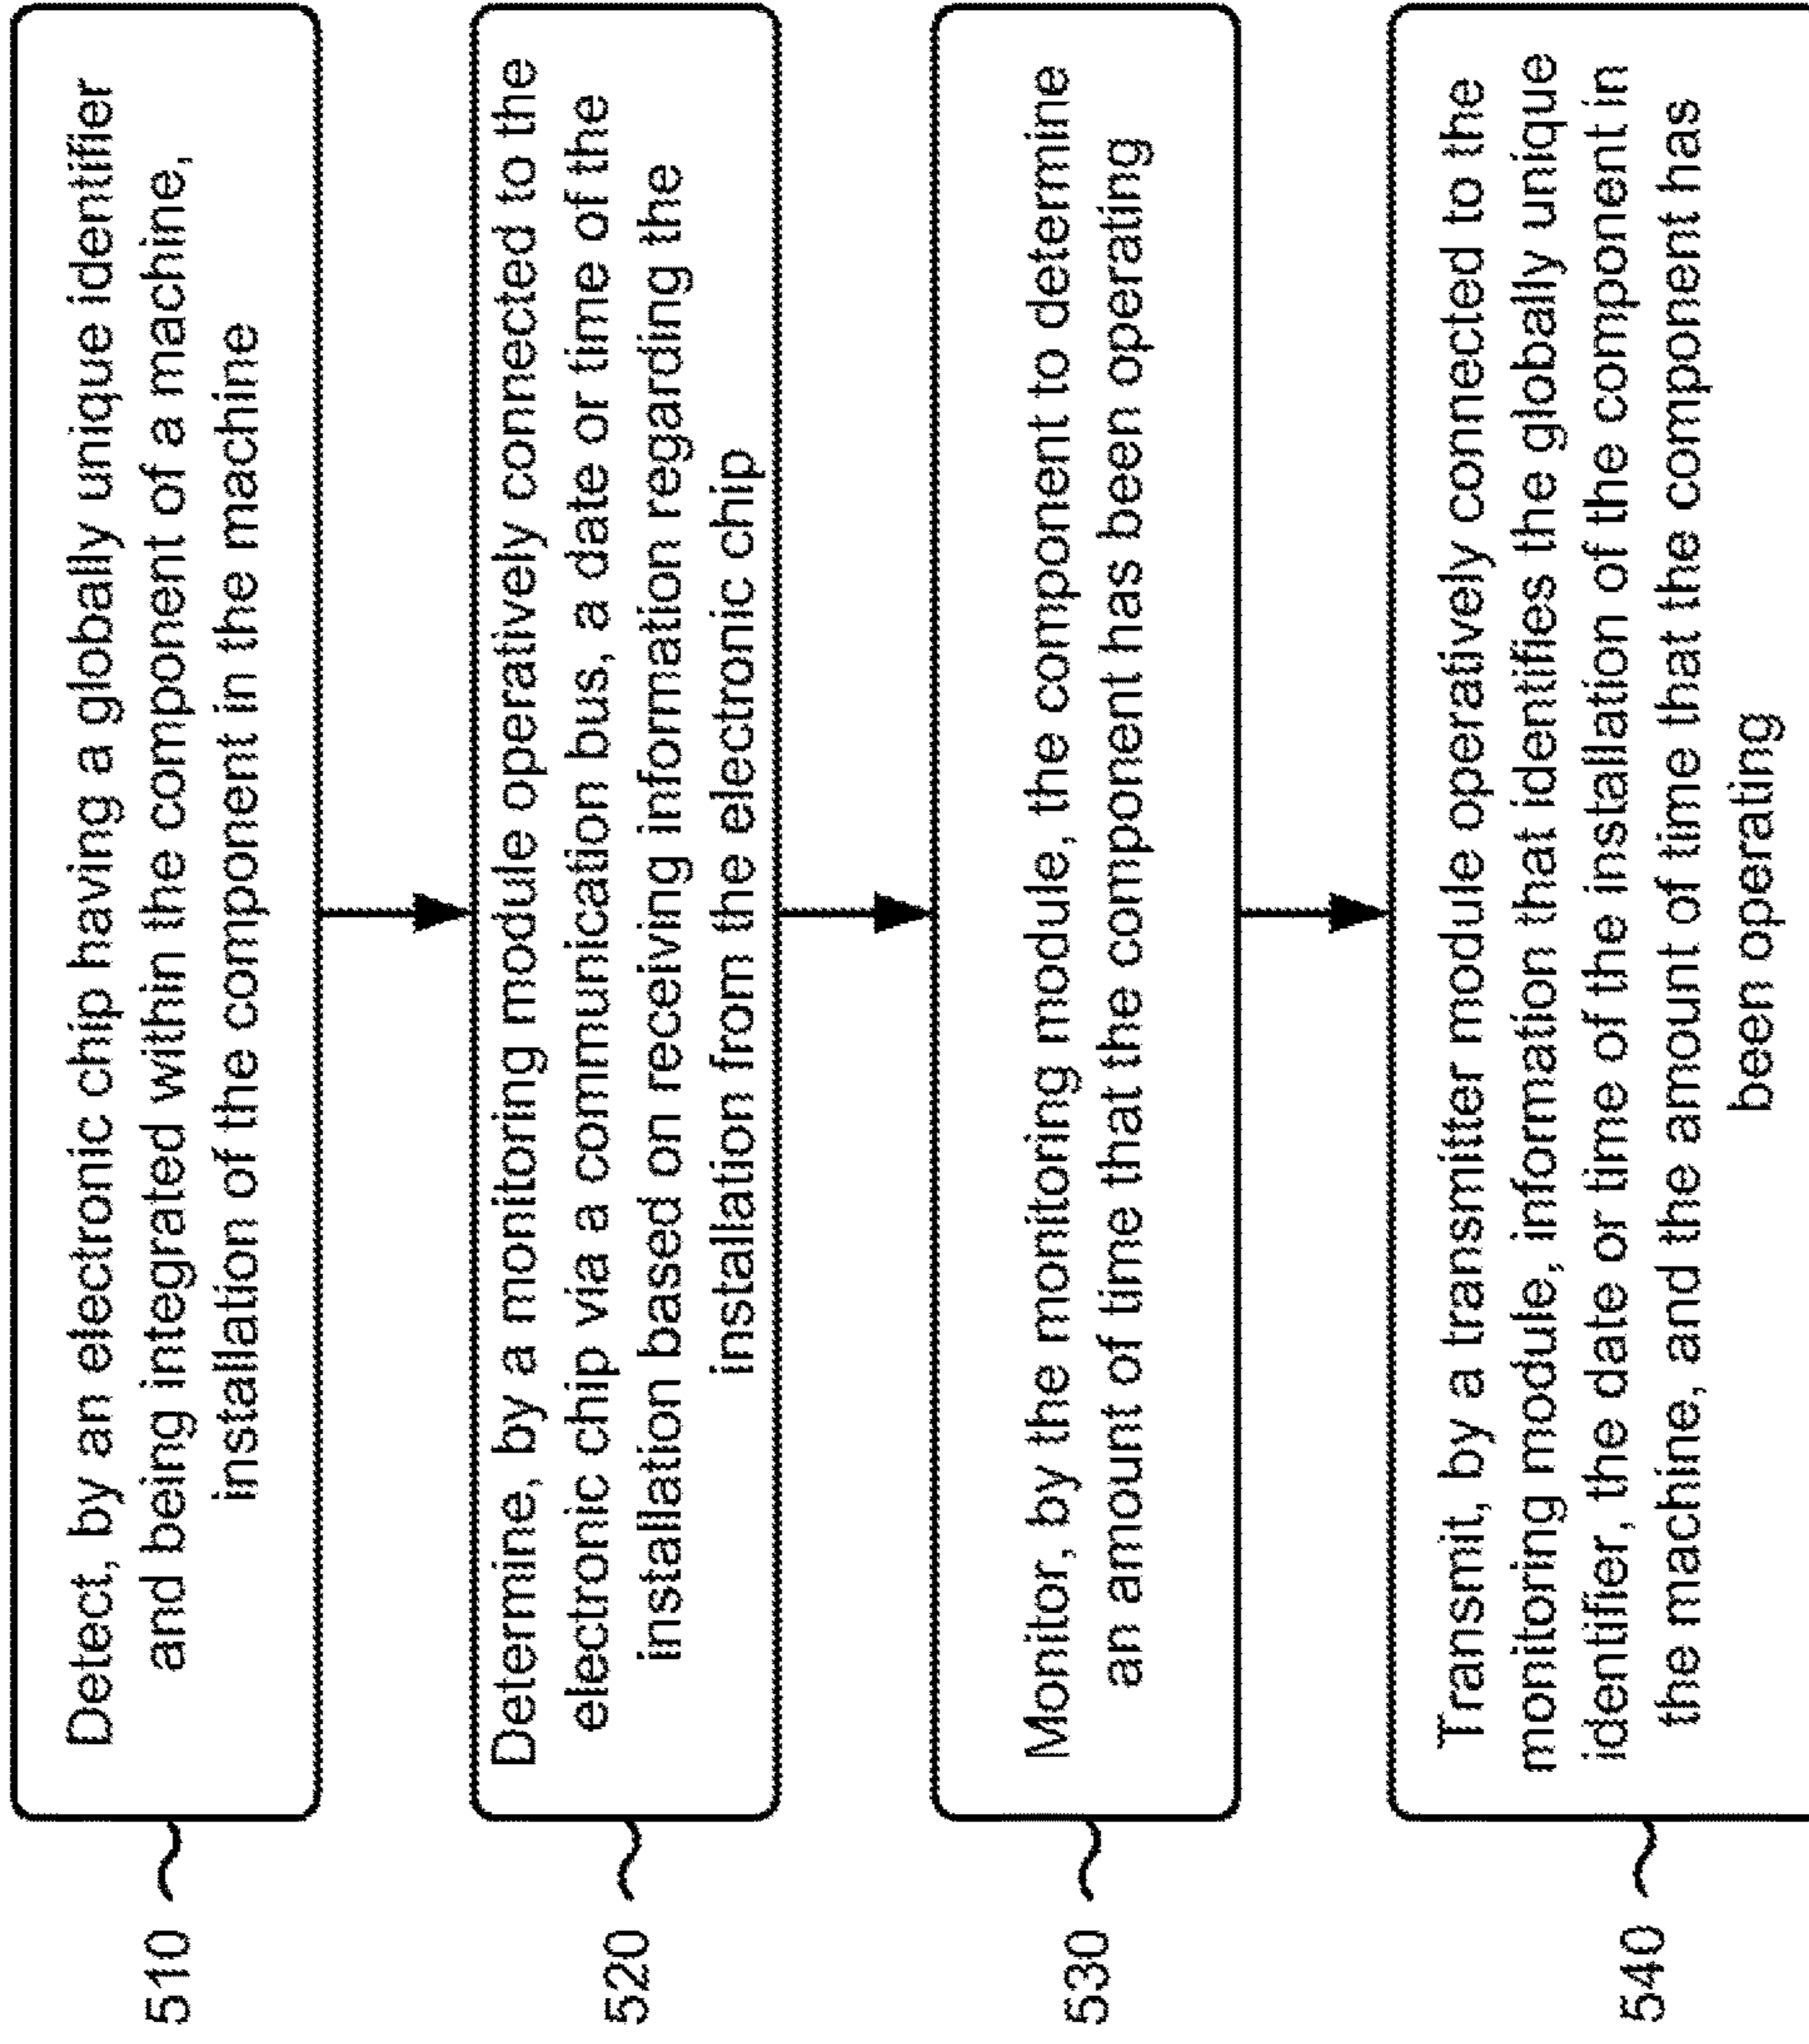 510
Detect, by an electronic chip having a globally unique identifier
and being integrated within the component of a machine,
installation of the component in the machine
520
Determine, by a monitoring module operatively connected to the
electronic chip via a communication bus, a date or time of the
installation based on receiving information regarding the
installation from the electronic chip
530
Monitor, by the monitoring module, the component to determine
an amount of time that the component has been operating
540
Transmit, by a transmitter module operatively connected to the
monitoring module, information that identifies the globally unique
identifier, the date or time of the installation of the component in
the machine, and the amount of time that the component has
been operating